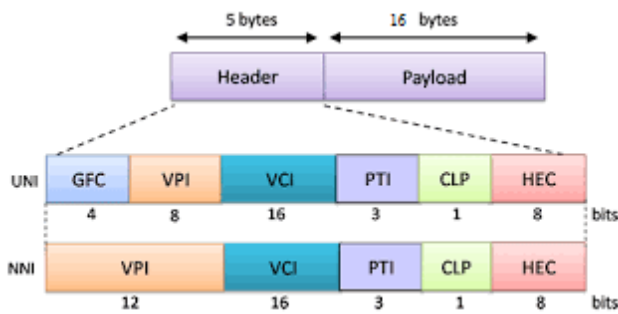 5 bytes 16 bytes
Header Payload
UNI GFC VPI VCI PTI CLP HEC
4 8 16 3 1 8 bits
NNI VPI VCI PTI CLP HEC
12 16 3 1 8 bits